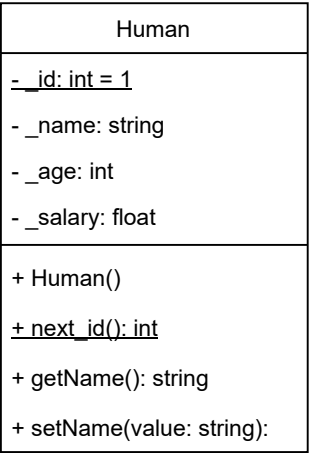 Human
- _id: int = 1
- _name: string
- _age: int
- _salary: float
+ Human()
+ next_id(): int
+ getName(): string
+ setName(value: string):